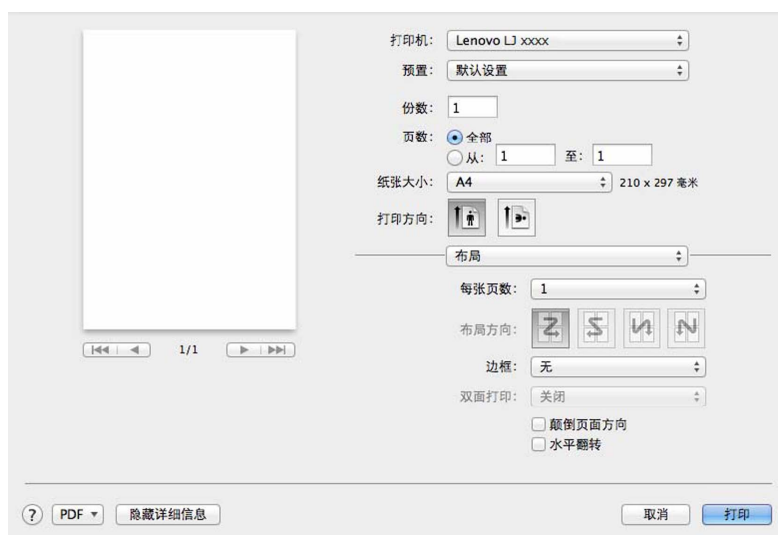 打印机: Lenovo LJ xxxx
预置: 默认设置
份数: 1
页数: 全部
从: 1 至: 1
纸张大小: A4 210 x 297 毫米
打印方向:
布局
每张页数: 1
布局方向:
边框: 无
双面打印: 关闭
颠倒页面方向
水平翻转
1/1
? PDF 隐藏详细信息 取消 打印